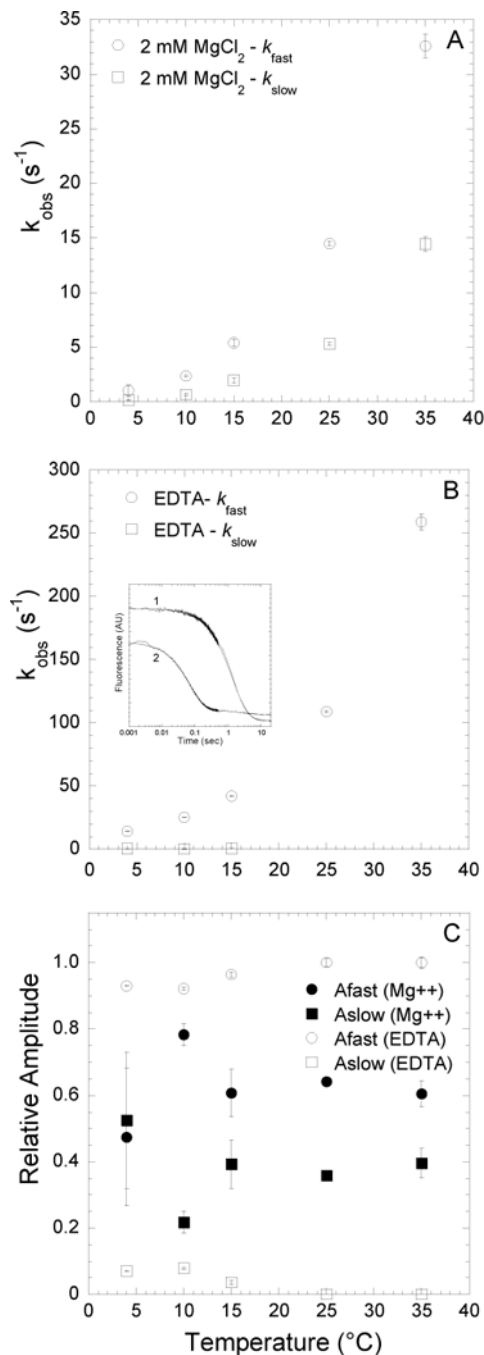 A
2 mM MgCl2 - kfast
2 mM MgCl2 - kslow
kobs (s-1)
35
30
25
20
15
10
5
0
0 5 10 15 20 25 30 35 40
B
EDTA- kfast
EDTA - kslow
kobs (s-1)
300
250
200
150
100
50
0
1
2
Fluorescence (AU)
0.001 0.01 0.1 1 10
Time (sec)
0 5 10 15 20 25 30 35 40
C
Afast (Mg++)
Aslow (Mg++)
Afast (EDTA)
Aslow (EDTA)
Relative Amplitude
1.0
0.8
0.6
0.4
0.2
0
0 5 10 15 20 25 30 35 40
Temperature (°C)